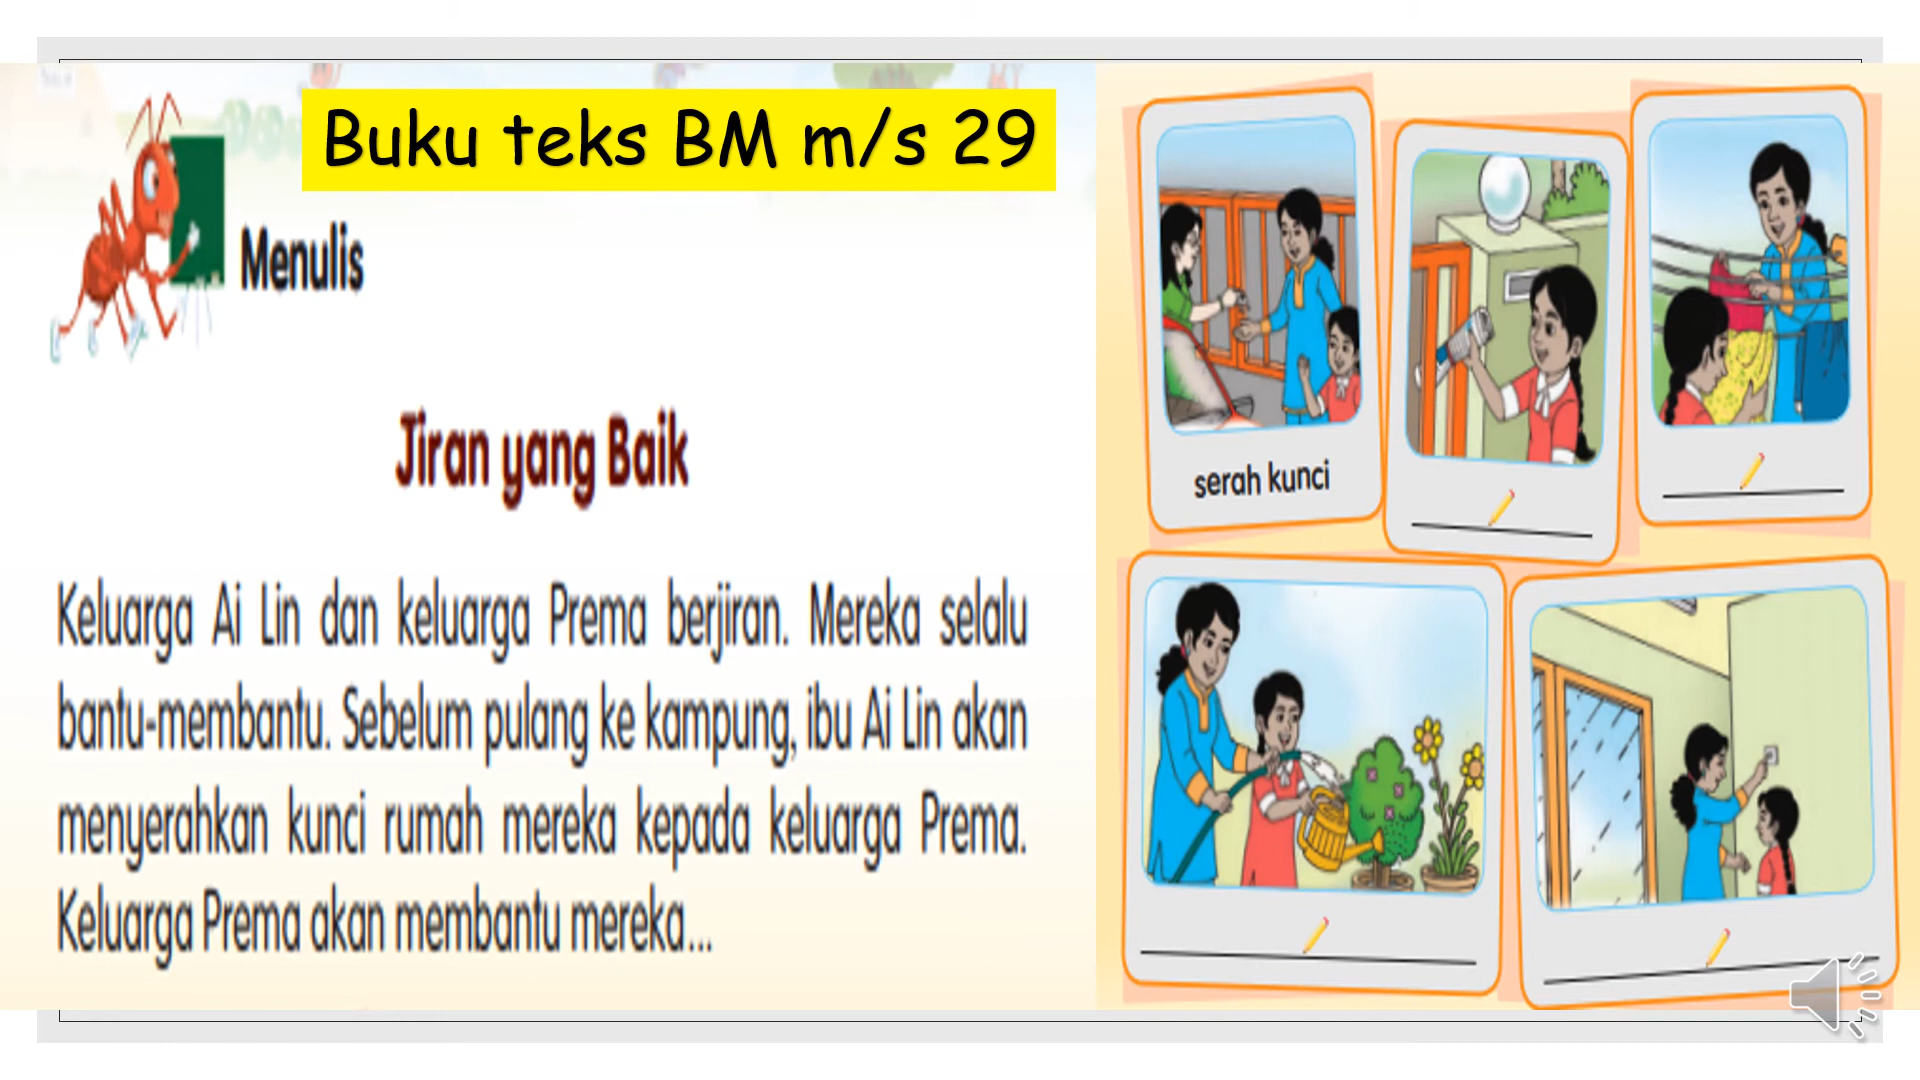 Buku teks BM m/s 29
Menulis
Jiran yang Baik
Keluarga Ai Lin dan keluarga Prema berjiran. Mereka selalu
bantu-membantu. Sebelum pulang ke kampung, ibu Ai Lin akan
menyerahkan kunci rumah mereka kepada keluarga Prema.
Keluarga Prema akan membantu mereka...
serah kunci